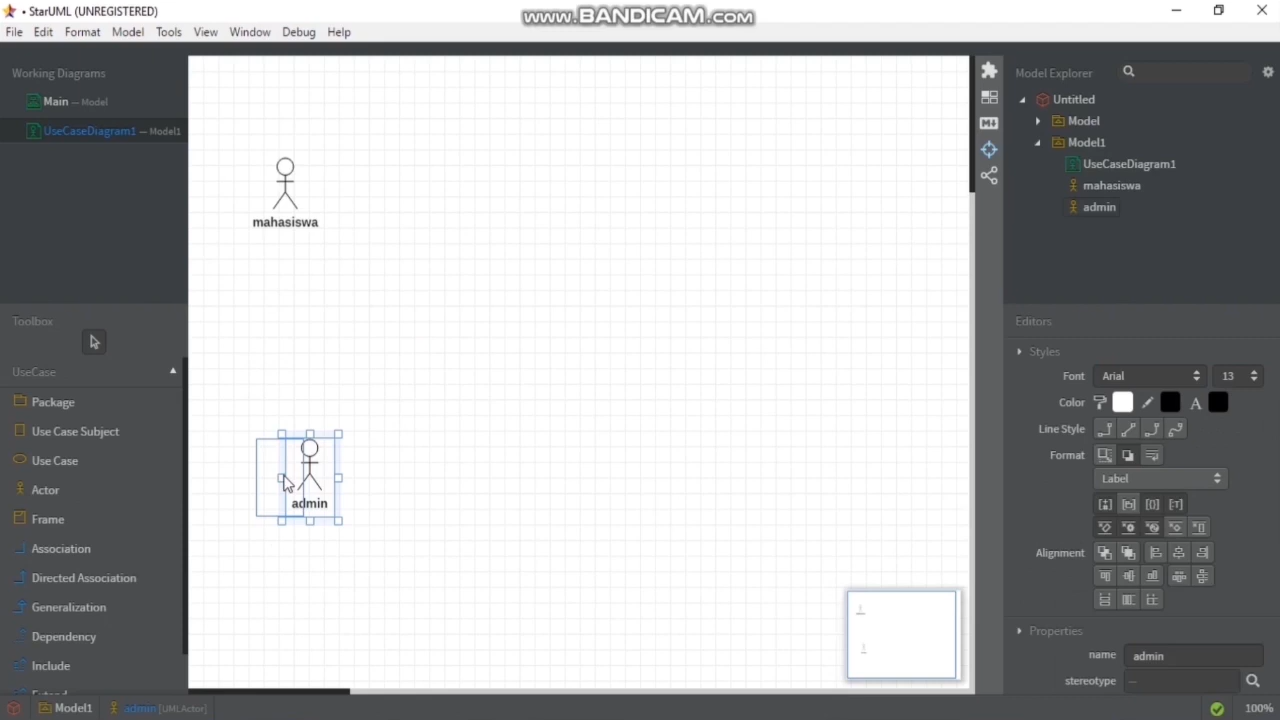 StarUML (UNREGISTERED)
www.BANDICAM.com
File Edit Format Model Tools View Window Debug Help
Working Diagrams
Main — Model
UseCaseDiagram1 — Model1
Toolbox
UseCase
Package
Use Case Subject
Use Case
Actor
Frame
Association
Directed Association
Generalization
Dependency
Include
Extend
mahasiswa
admin
Model Explorer
Untitled
Model
Model1
UseCaseDiagram1
mahasiswa
admin
Editors
Styles
Font Arial 13
Color
Line Style
Format
Label
Alignment
Properties
name admin
stereotype —
Model1 admin [UMLActor]
100%